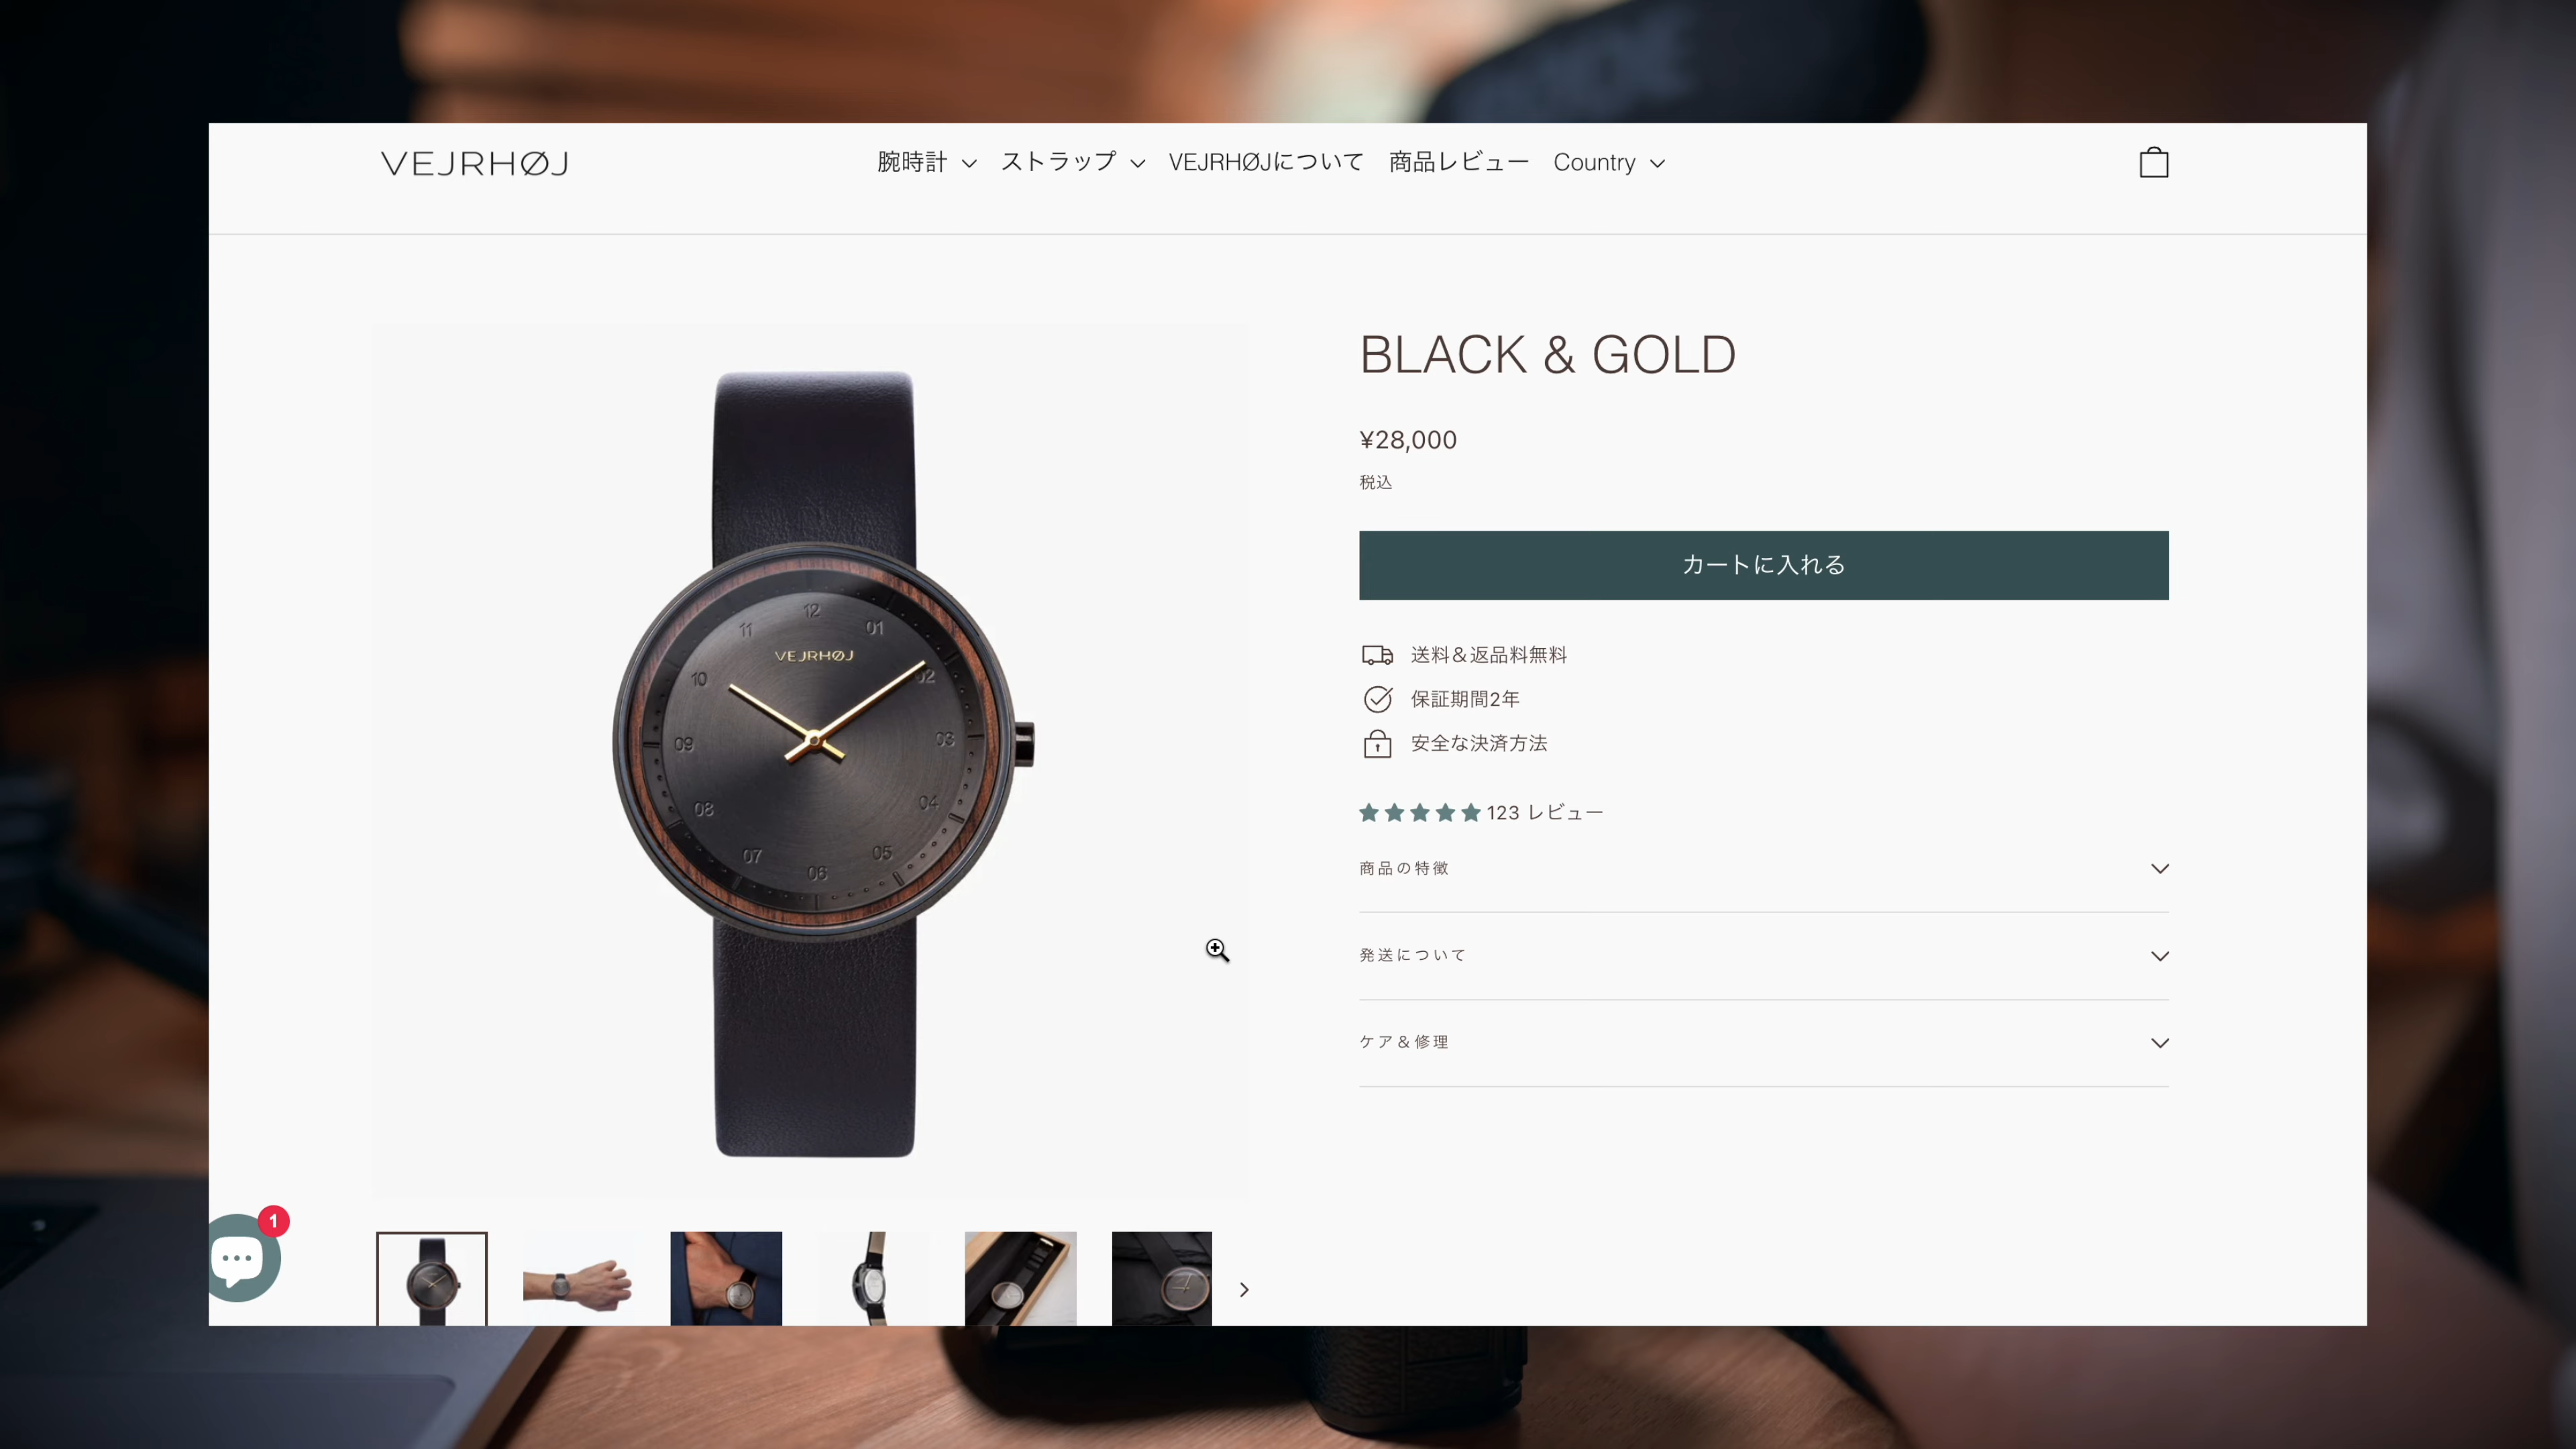 VEJRHØJ
腕時計 ストラップ VEJRHØJについて 商品レビュー Country
BLACK & GOLD
¥28,000
税込
カートに入れる
送料＆返品料無料
保証期間2年
安全な決済方法
123 レビュー
商品の特徴
発送について
ケア＆修理
12
11
01
VEJRHØJ
10
02
09
03
08
04
07
05
06
1